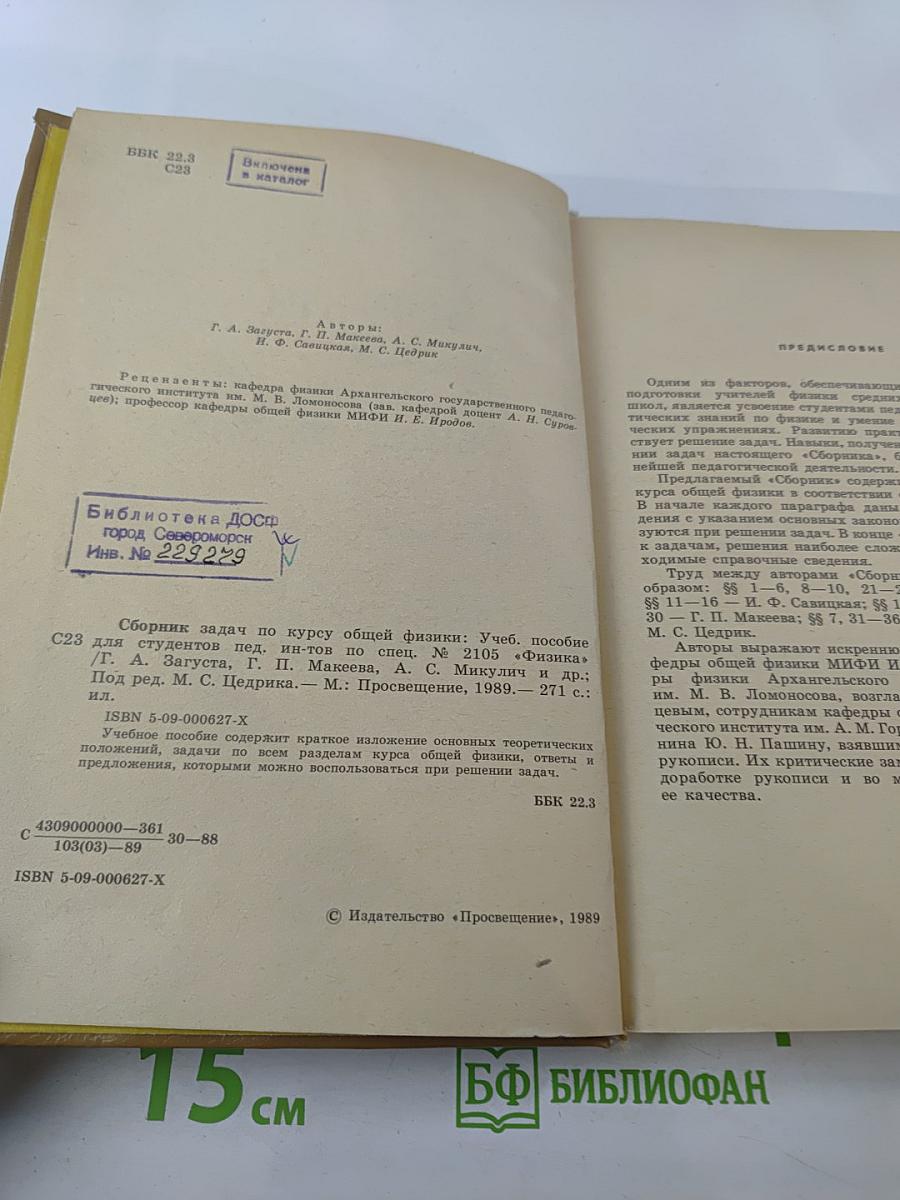 ББК 22.3
С23
Включена
в каталог
Авторы:
Г. А. Загуста, Г. П. Макеева, А. С. Микулич,
И. Ф. Савицкая, М. С. Цедрик
Рецензенты: кафедра физики Архангельского государственного педаго-
гического института им. М. В. Ломоносова (зав. кафедрой доцент А. Н. Суров-
цев); профессор кафедры общей физики МИФИ И. Е. Иродов.
Библиотека ДОСф
город Североморск
Инв. № 229279
Сборник задач по курсу общей физики: Учеб. пособие
С23 для студентов пед. ин-тов по спец. № 2105 «Физика»
/Г. А. Загуста, Г. П. Макеева, А. С. Микулич и др.;
Под ред. М. С. Цедрика.— М.: Просвещение, 1989.— 271 с.:
ил.
ISBN 5-09-000627-X
Учебное пособие содержит краткое изложение основных теоретических
положений, задачи по всем разделам курса общей физики, ответы и
предложения, которыми можно воспользоваться при решении задач.
ББК 22.3
С 4309000000—361 30—88
103(03)—89
ISBN 5-09-000627-X
© Издательство «Просвещение», 1989
ПРЕДИСЛОВИЕ
Одним из факторов, обеспечивающи
подготовки учителей физики средни
школ, является усвоение студентами пед
тических знаний по физике и умение
ческих упражнениях. Развитию практ
ствует решение задач. Навыки, получен
нии задач настоящего «Сборника», б
нейшей педагогической деятельности.
Предлагаемый «Сборник» содержи
курса общей физики в соответствии
В начале каждого параграфа даны
дения с указанием основных законо
зуются при решении задач. В конце
к задачам, решения наиболее слож
ходимые справочные сведения.
Труд между авторами «Сборн
образом: §§ 1—6, 8—10, 21—2
§§ 11—16 — И. Ф. Савицкая; §§ 1
30 — Г. П. Макеева; §§ 7, 31—36
М. С. Цедрик.
Авторы выражают искренню
федры общей физики МИФИ И
ры физики Архангельского
им. М. В. Ломоносова, возгла
цевым, сотрудникам кафедры
ческого института им. А. М. Гор
нина Ю. Н. Пашину, взявшим
рукописи. Их критические зам
доработке рукописи и во м
ее качества.
15 см
БФ БИБЛИОФАН